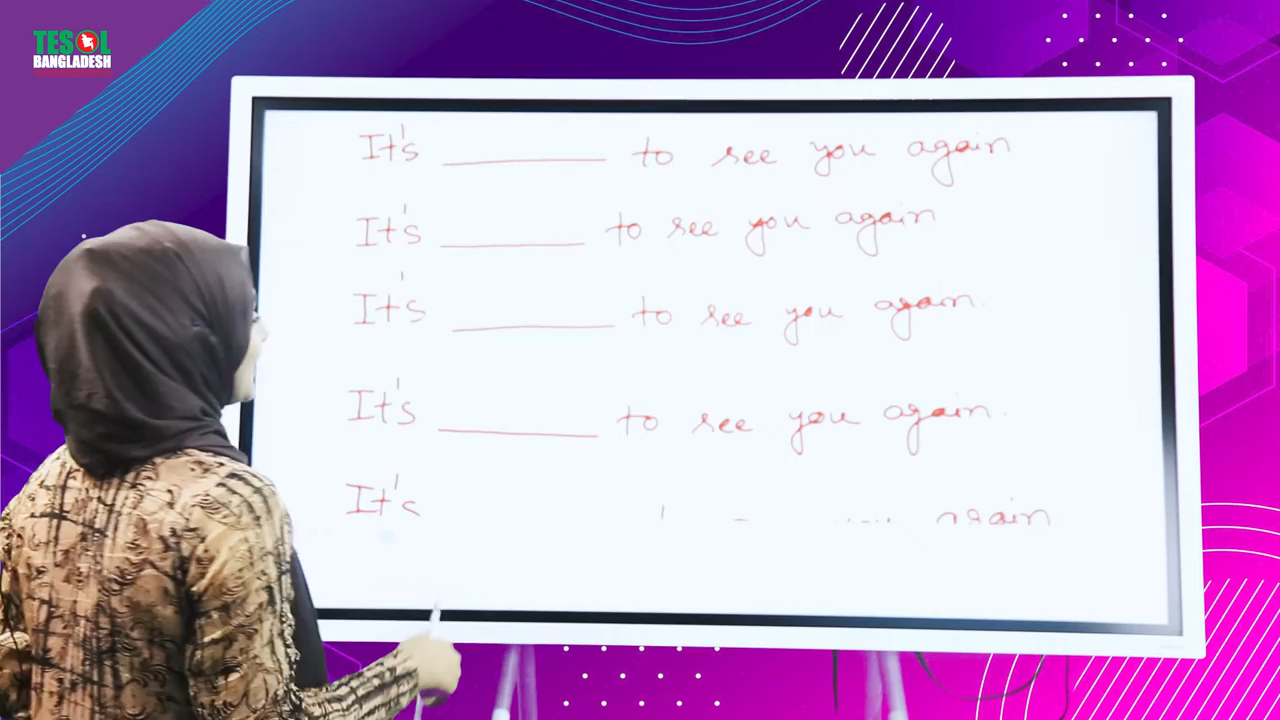 TESOL
BANGLADESH
It's ________ to see you again
It's ________ to see you again
It's ________ to see you again.
It's ________ to see you again.
It's again